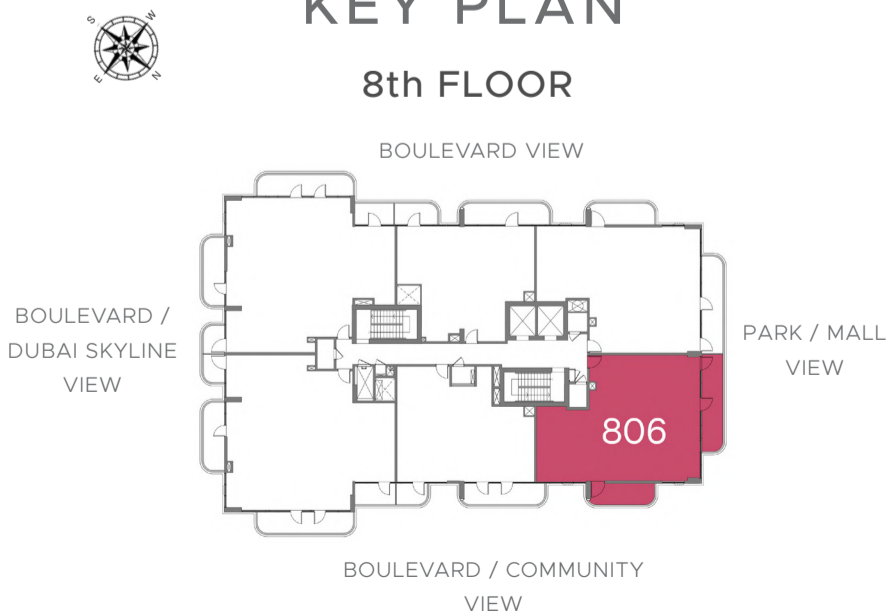 KEY PLAN
S
W
E
N
8th FLOOR
BOULEVARD VIEW
BOULEVARD /
DUBAI SKYLINE
VIEW
PARK / MALL
VIEW
806
BOULEVARD / COMMUNITY
VIEW